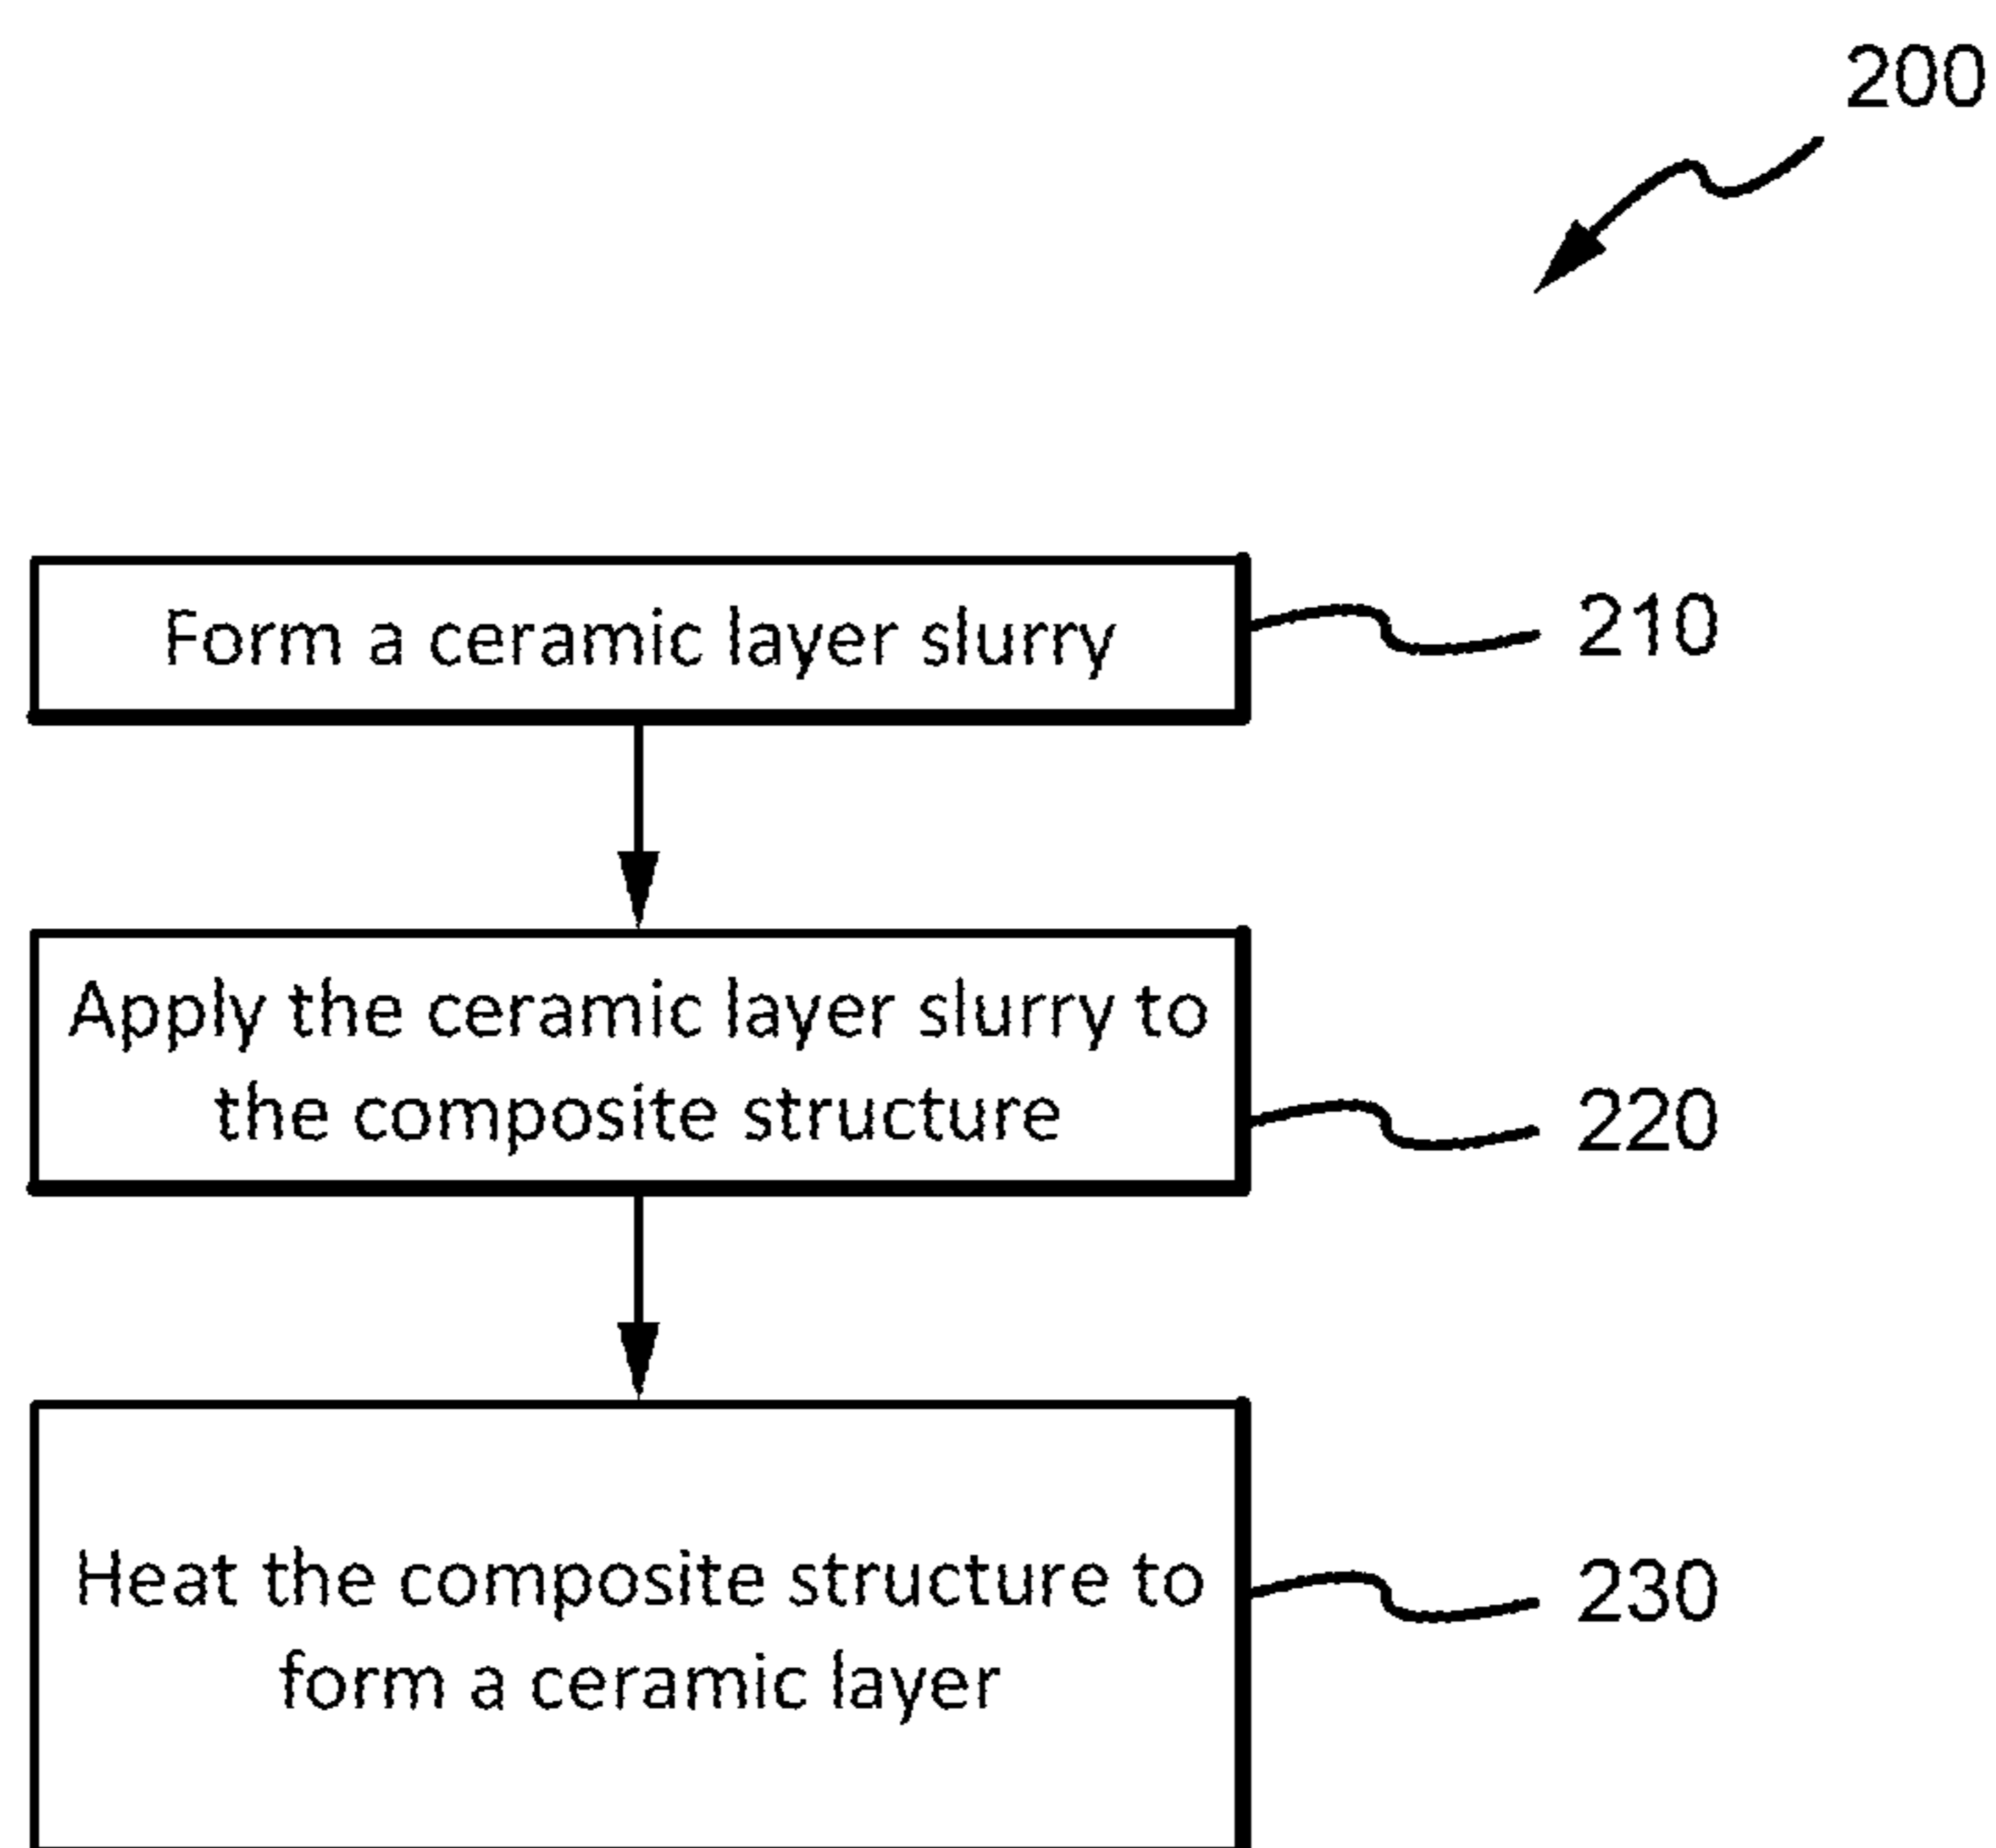 200
Form a ceramic layer slurry
210
Apply the ceramic layer slurry to
the composite structure
220
Heat the composite structure to
form a ceramic layer
230